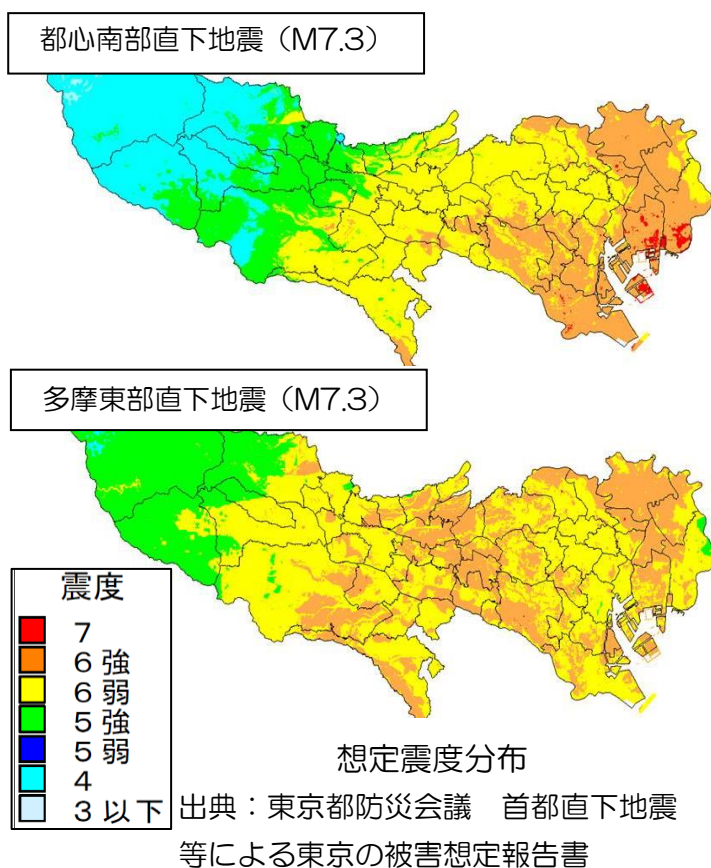 都心南部直下地震（M7.3）
多摩東部直下地震（M7.3）
震度
7
6強
6弱
5強
5弱
4
3以下
想定震度分布
出典：東京都防災会議　首都直下地震
等による東京の被害想定報告書